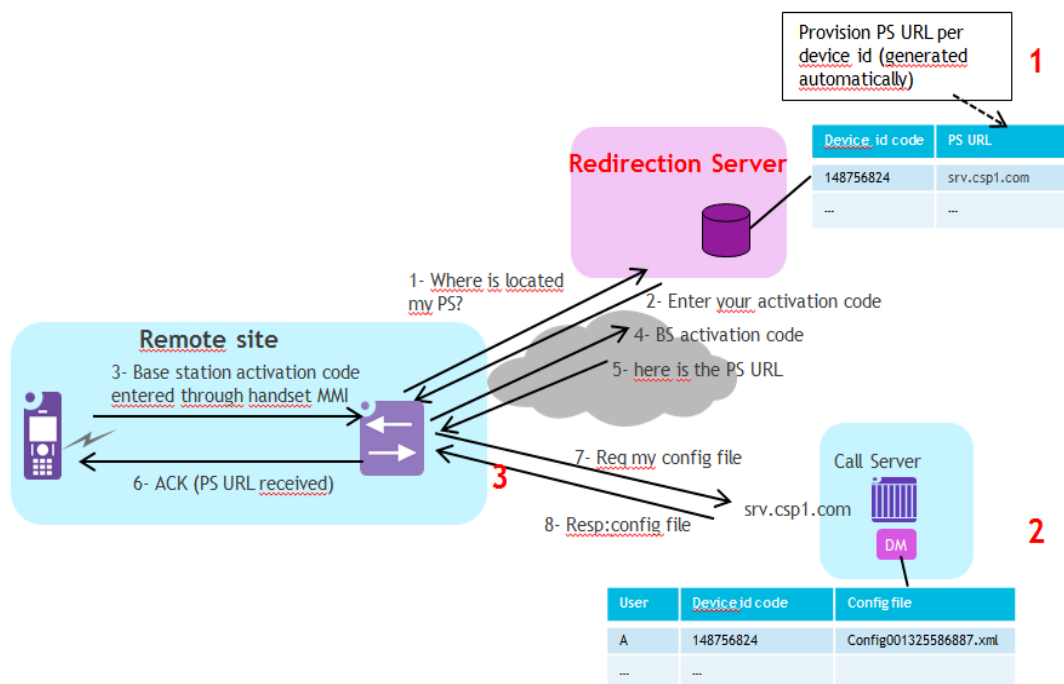 Provision PS URL per
device id (generated
automatically)
1
Device id code PS URL
148756824 srv.csp1.com
... ...
Redirection Server
1- Where is located
my PS?
2- Enter your activation code
4- BS activation code
5- here is the PS URL
Remote site
3- Base station activation code
entered through handset MMI
6- ACK (PS URL received)
3
7- Req my config file
8- Resp:config file
Call Server
srv.csp1.com
DM
2
User Device id code Config file
A 148756824 Config001325586887.xml
... ...